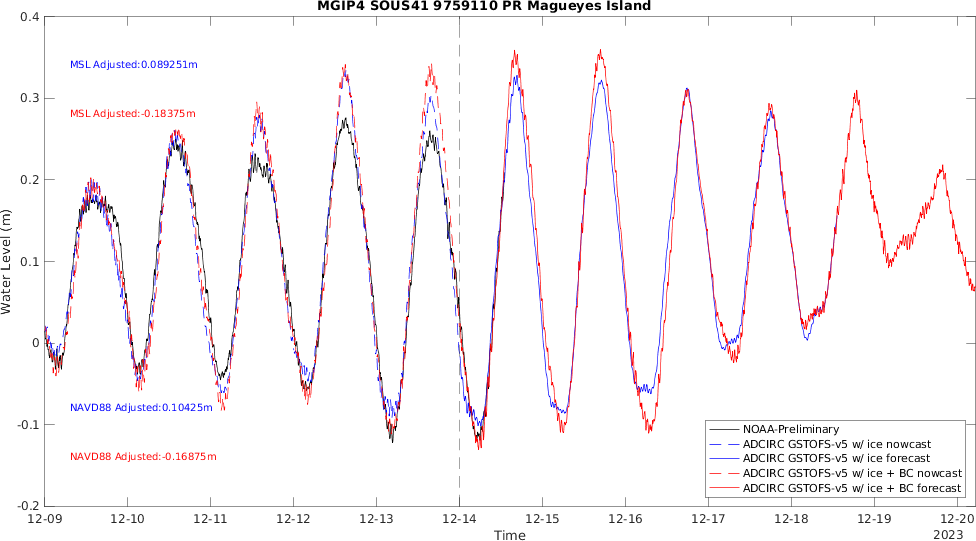 MGIP4 SOUS41 9759110 PR Magueyes Island
0.4
0.3
0.2
0.1
0
-0.1
-0.2
Water Level (m)
MSL Adjusted:0.089251m
MSL Adjusted:-0.18375m
NAVD88 Adjusted:0.10425m
NAVD88 Adjusted:-0.16875m
NOAA-Preliminary
ADCIRC GSTOFS-v5 w/ ice nowcast
ADCIRC GSTOFS-v5 w/ ice forecast
ADCIRC GSTOFS-v5 w/ ice + BC nowcast
ADCIRC GSTOFS-v5 w/ ice + BC forecast
12-09 12-10 12-11 12-12 12-13 12-14 12-15 12-16 12-17 12-18 12-19 12-20
Time
2023